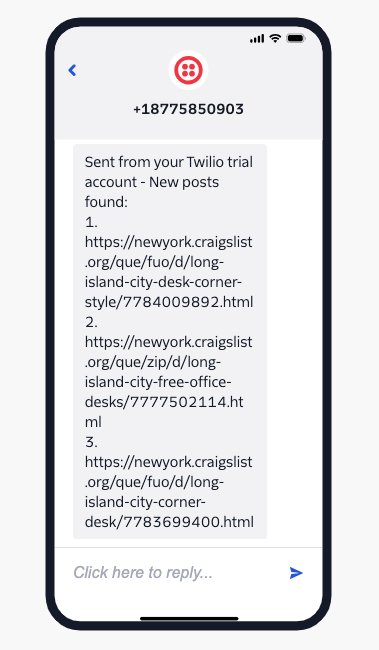 +18775850903
Sent from your Twilio trial
account - New posts
found:
1.
https://newyork.craigslist
.org/que/fuo/d/long-
island-city-desk-corner-
style/7784009892.html
2.
https://newyork.craigslist
.org/que/zip/d/long-
island-city-free-office-
desks/7777502114.ht
ml
3.
https://newyork.craigslist
.org/que/fuo/d/long-
island-city-corner-
desk/7783699400.html
Click here to reply...